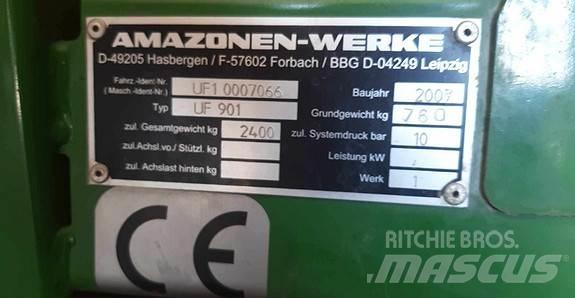 AMAZONEN-WERKE
D-49205 Hasbergen / F-57602 Forbach / BBG D-04249 Leipzig
Fahrz.-Ident-Nr. UF1 0007066 Baujahr 2007
( Masch.-Ident-Nr.)
Typ UF 901 Grundgewicht kg 780
zul. Gesamtgewicht kg 2400 zul. Systemdruck bar 10
zul.Achsl.vo./ Stützl. kg Leistung kW
zul. Achslast hinten kg Werk 1
CE
RITCHIE BROS.
MASCUS